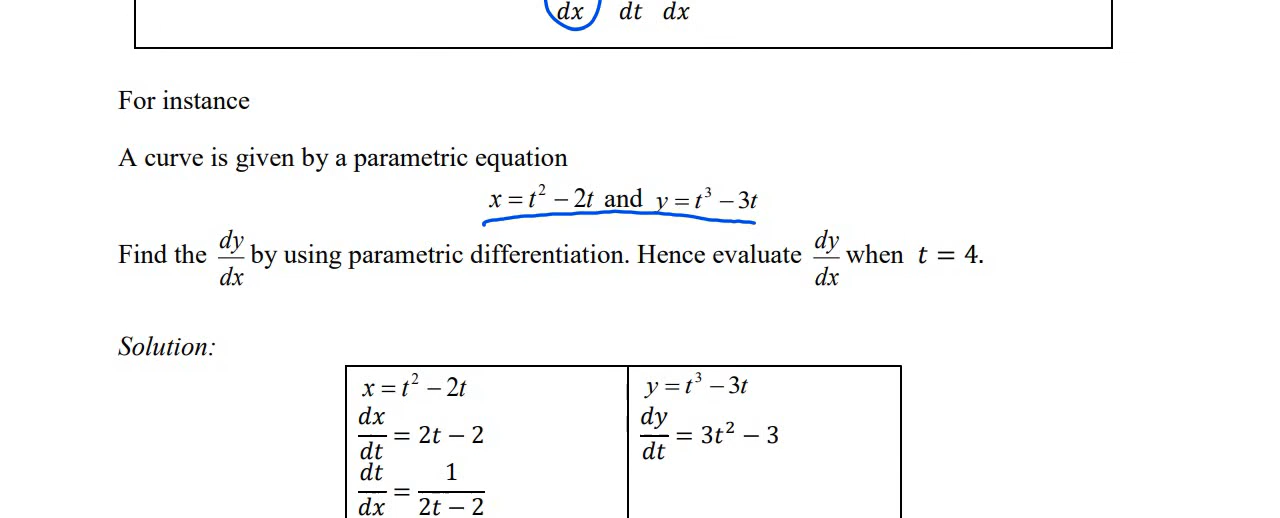 dx dt dx
For instance
A curve is given by a parametric equation
x = t² – 2t and y = t³ – 3t
Find the dy/dx by using parametric differentiation. Hence evaluate dy/dx when t = 4.
Solution:
x = t² – 2t
dx/dt = 2t – 2
dt/dx = 1/(2t – 2)
y = t³ – 3t
dy/dt = 3t² – 3